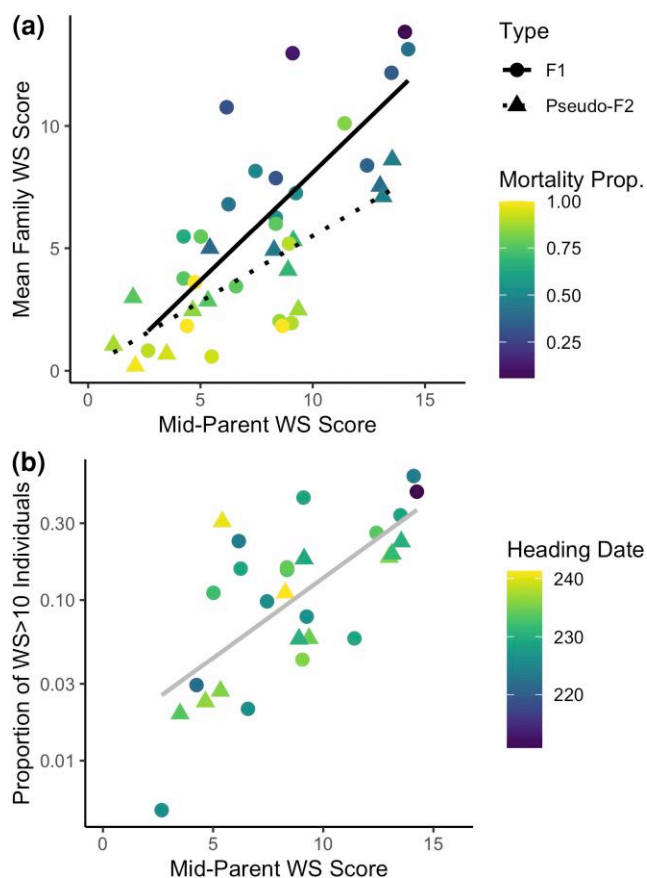 (a)
Mean Family WS Score
10
5
0
0 5 10 15
Mid-Parent WS Score
Type
F1
Pseudo-F2
Mortality Prop.
1.00
0.75
0.50
0.25
(b)
Proportion of WS>10 Individuals
0.30
0.10
0.03
0.01
0 5 10 15
Mid-Parent WS Score
Heading Date
240
230
220